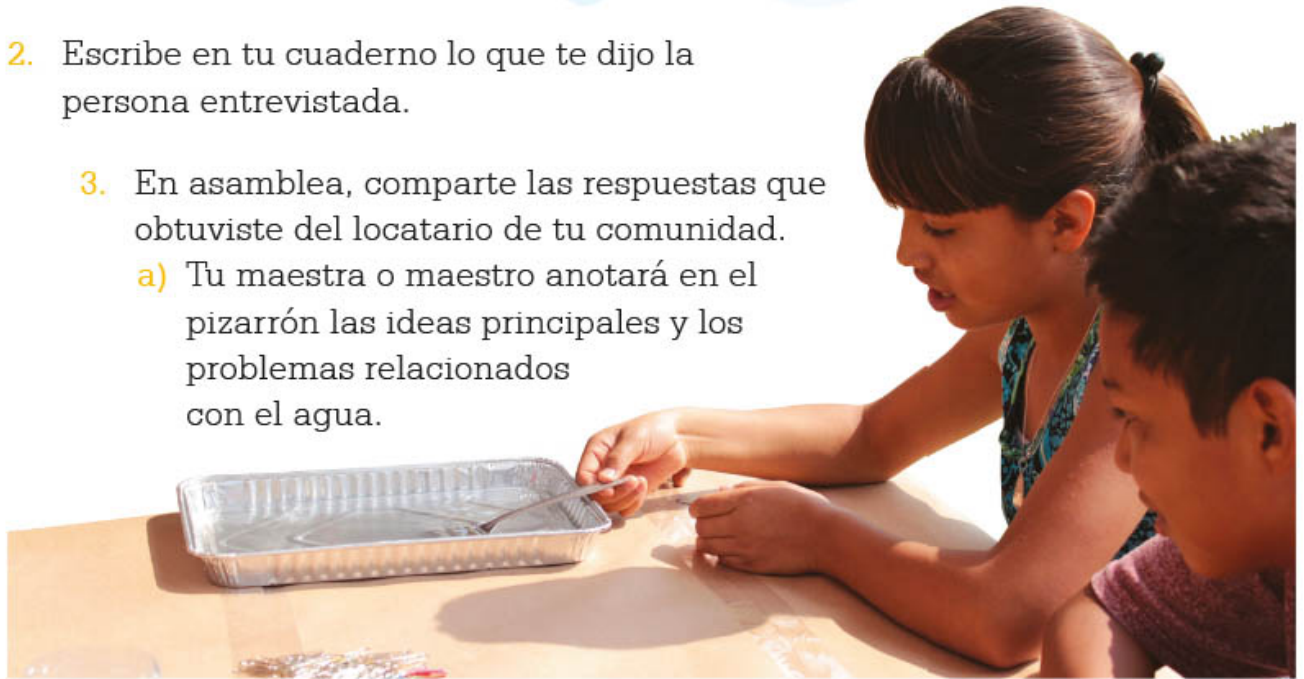 2. Escribe en tu cuaderno lo que te dijo la
persona entrevistada.
3. En asamblea, comparte las respuestas que
obtuviste del locatario de tu comunidad.
a) Tu maestra o maestro anotará en el
pizarrón las ideas principales y los
problemas relacionados
con el agua.